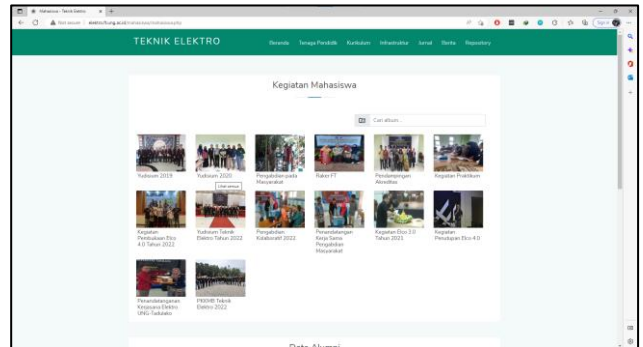 Mahasiswa - Teknik Elektro
Not secure
TEKNIK ELEKTRO
Beranda
Tenaga Pendidik
Kurikulum
Infrastruktur
Jurnal
Berita
Repository
Kegiatan Mahasiswa
Cari album...
Yudisium 2019
Yudisium 2020
Pengabdian pada
Masyarakat
Raker FT
Pendampingan
Akreditasi
Kegiatan Praktikum
Lihat semua
Kegiatan
Pembukaan Elco
4.0 Tahun 2022
Yudisium Teknik
Elektro Tahun 2022
Pengabdian
Kolaboratif 2022
Penandatangan
Kerja Sama
Pengabdian
Masyarakat
Kegiatan Elco 3.0
Tahun 2021
Kegiatan
Penutupan Elco 4.0
Penandatanganan
Kerjasama Elektro
UNG-Tadulako
PKKMB Teknik
Elektro 2022
Data Alumni